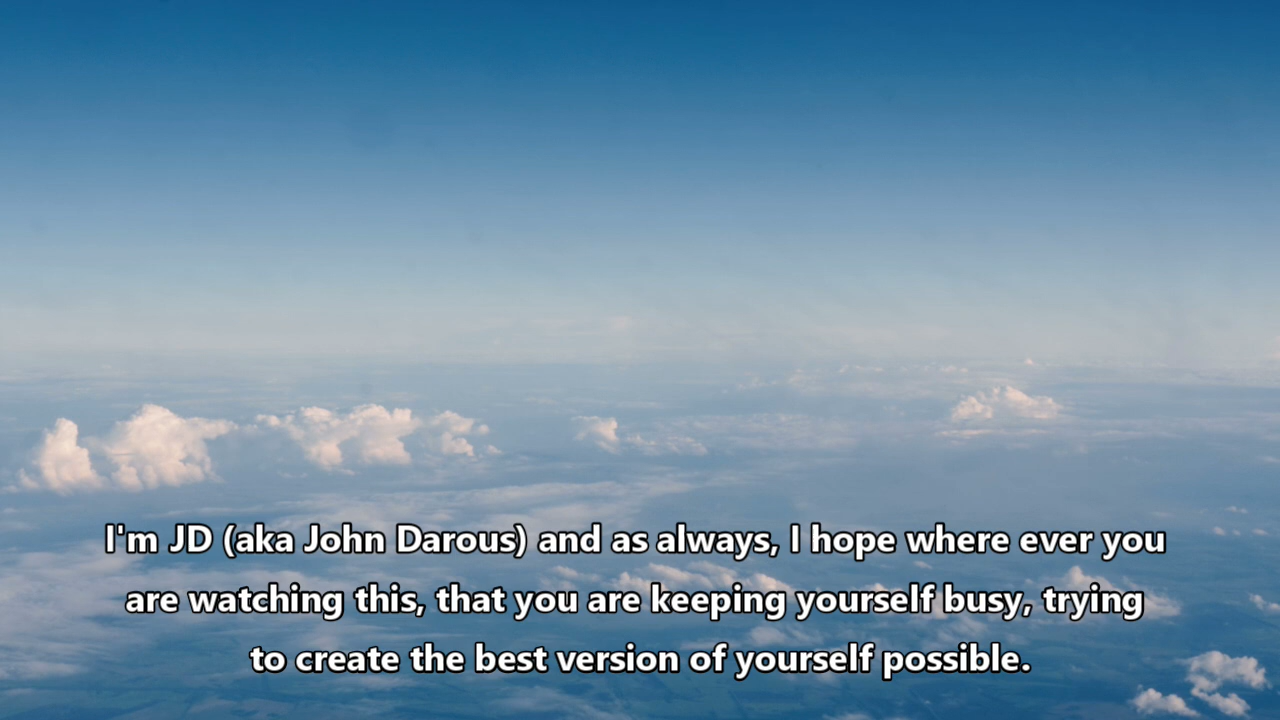 I'm JD (aka John Darous) and as always, I hope where ever you
are watching this, that you are keeping yourself busy, trying
to create the best version of yourself possible.